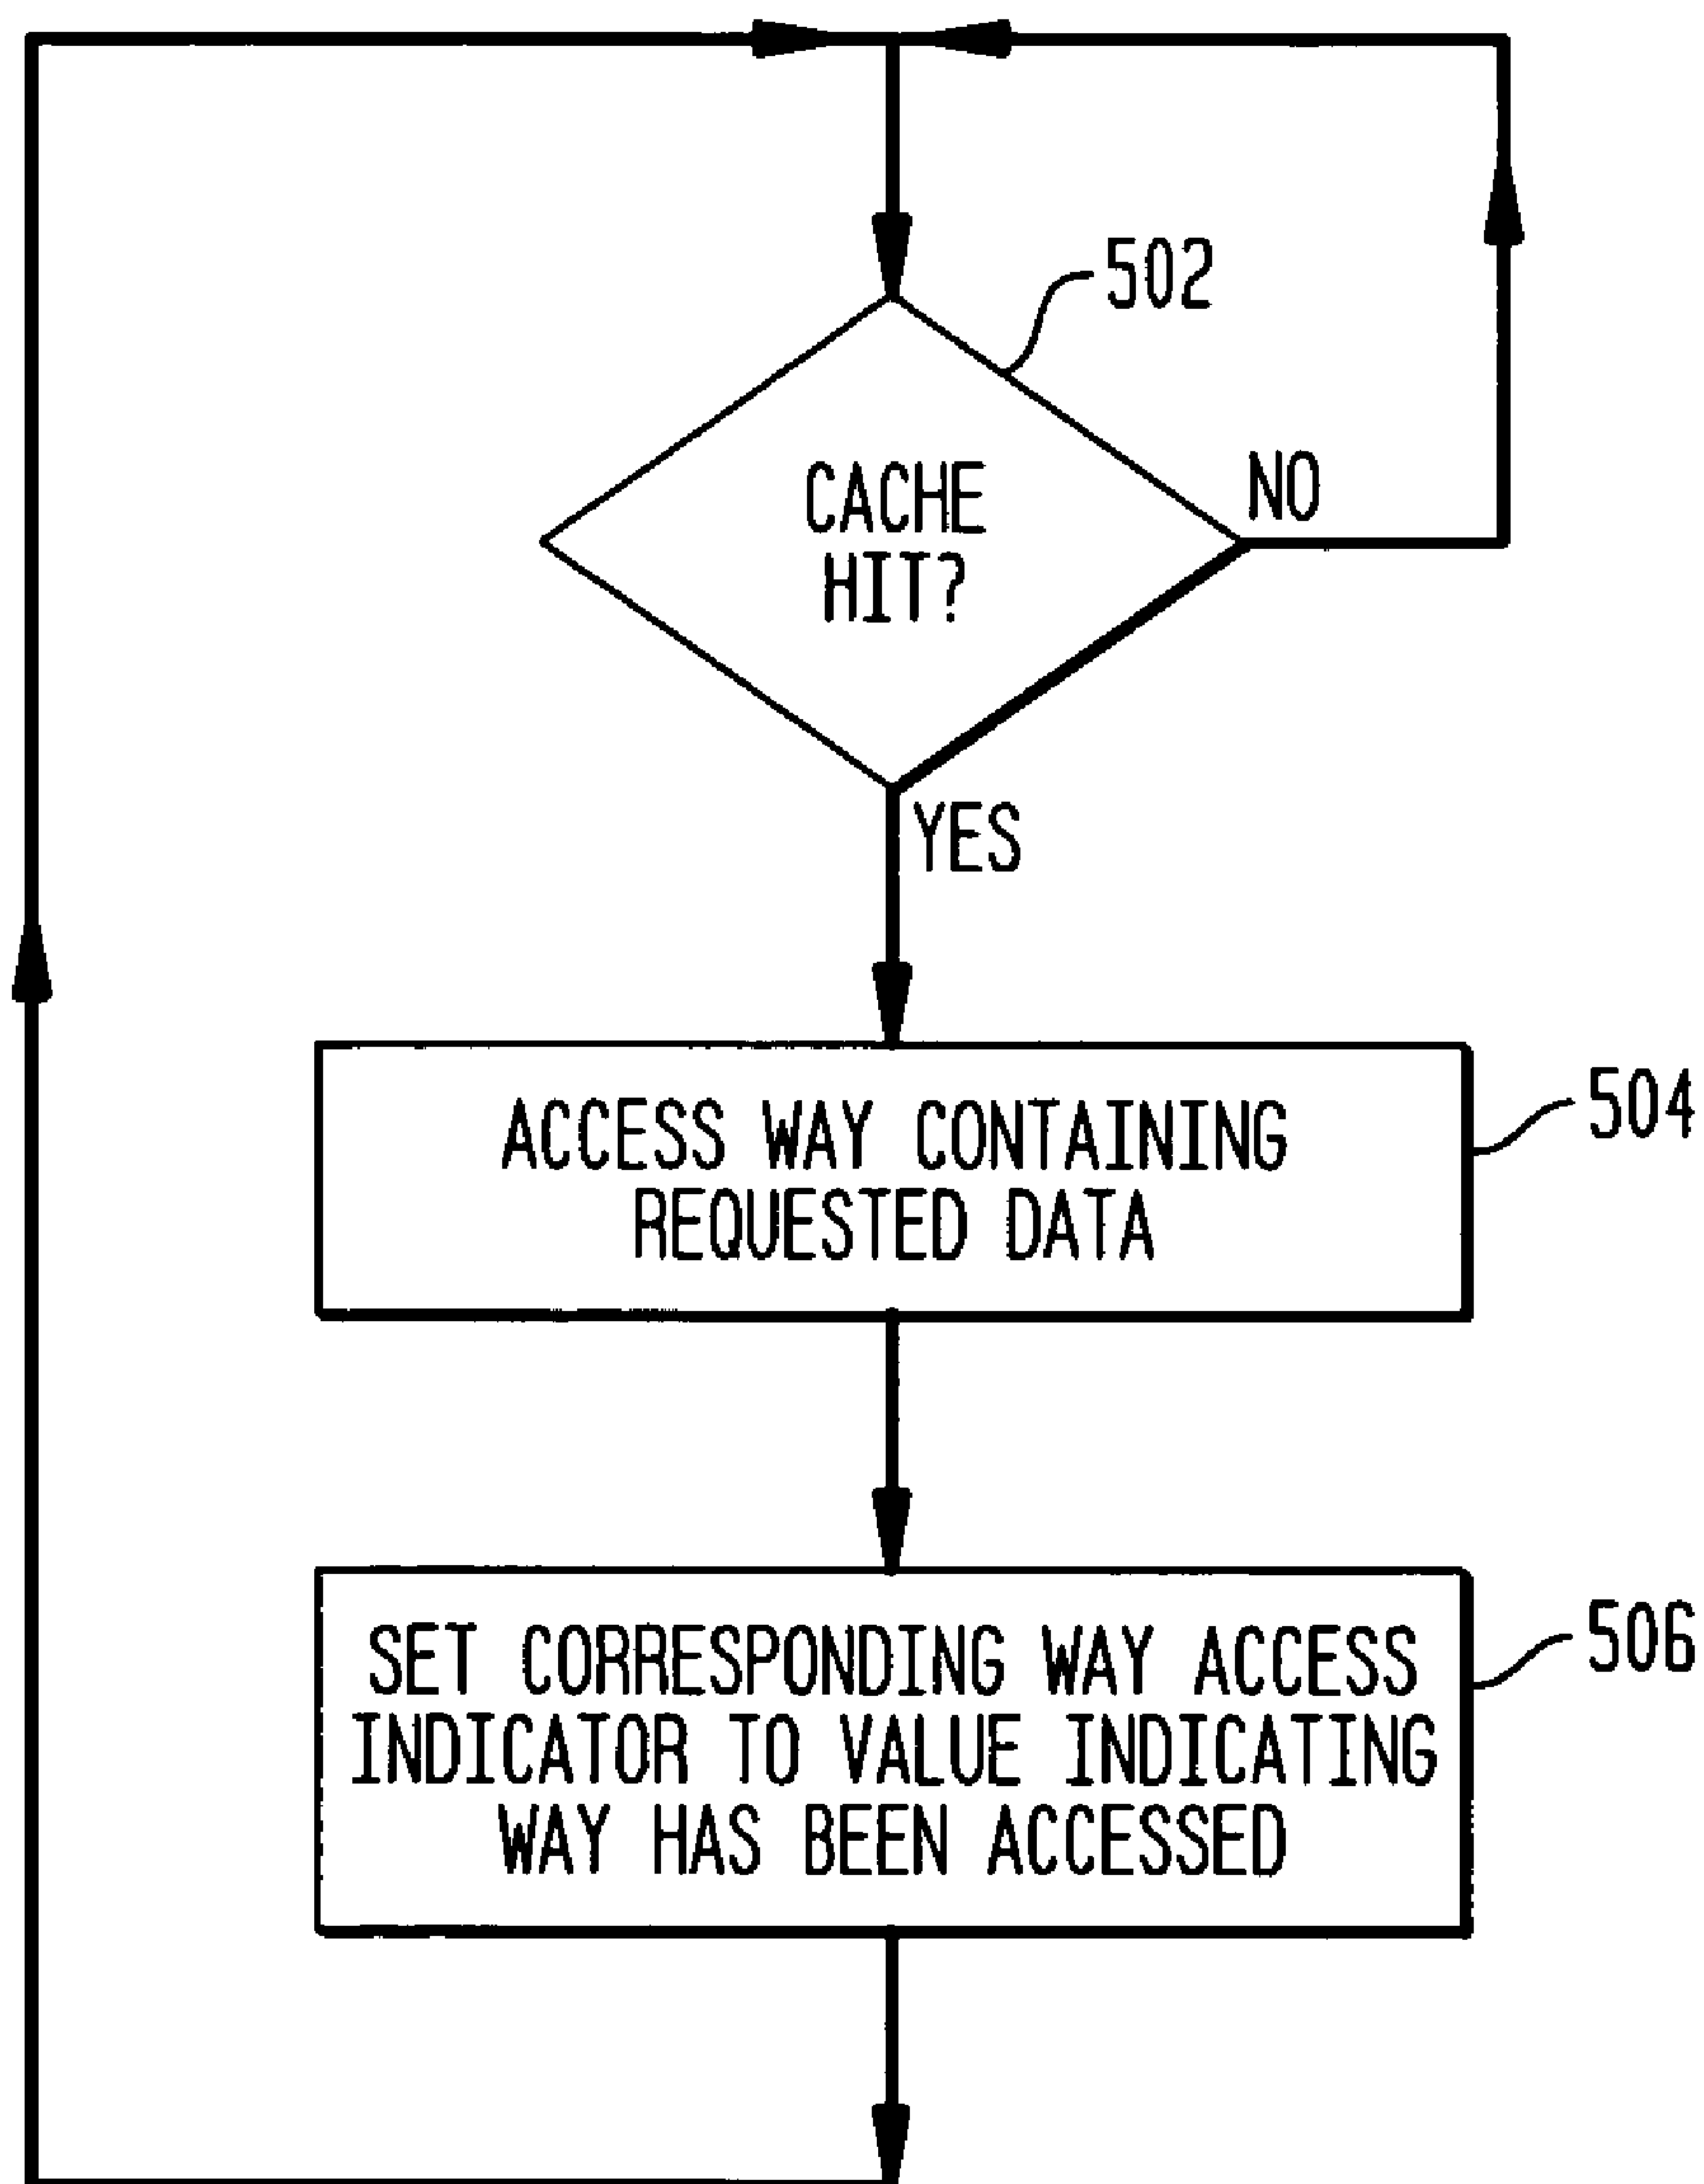 502
CACHE
HIT?
NO
YES
ACCESS WAY CONTAINING
REQUESTED DATA
504
SET CORRESPONDING WAY ACCESS
INDICATOR TO VALUE INDICATING
WAY HAS BEEN ACCESSED
506